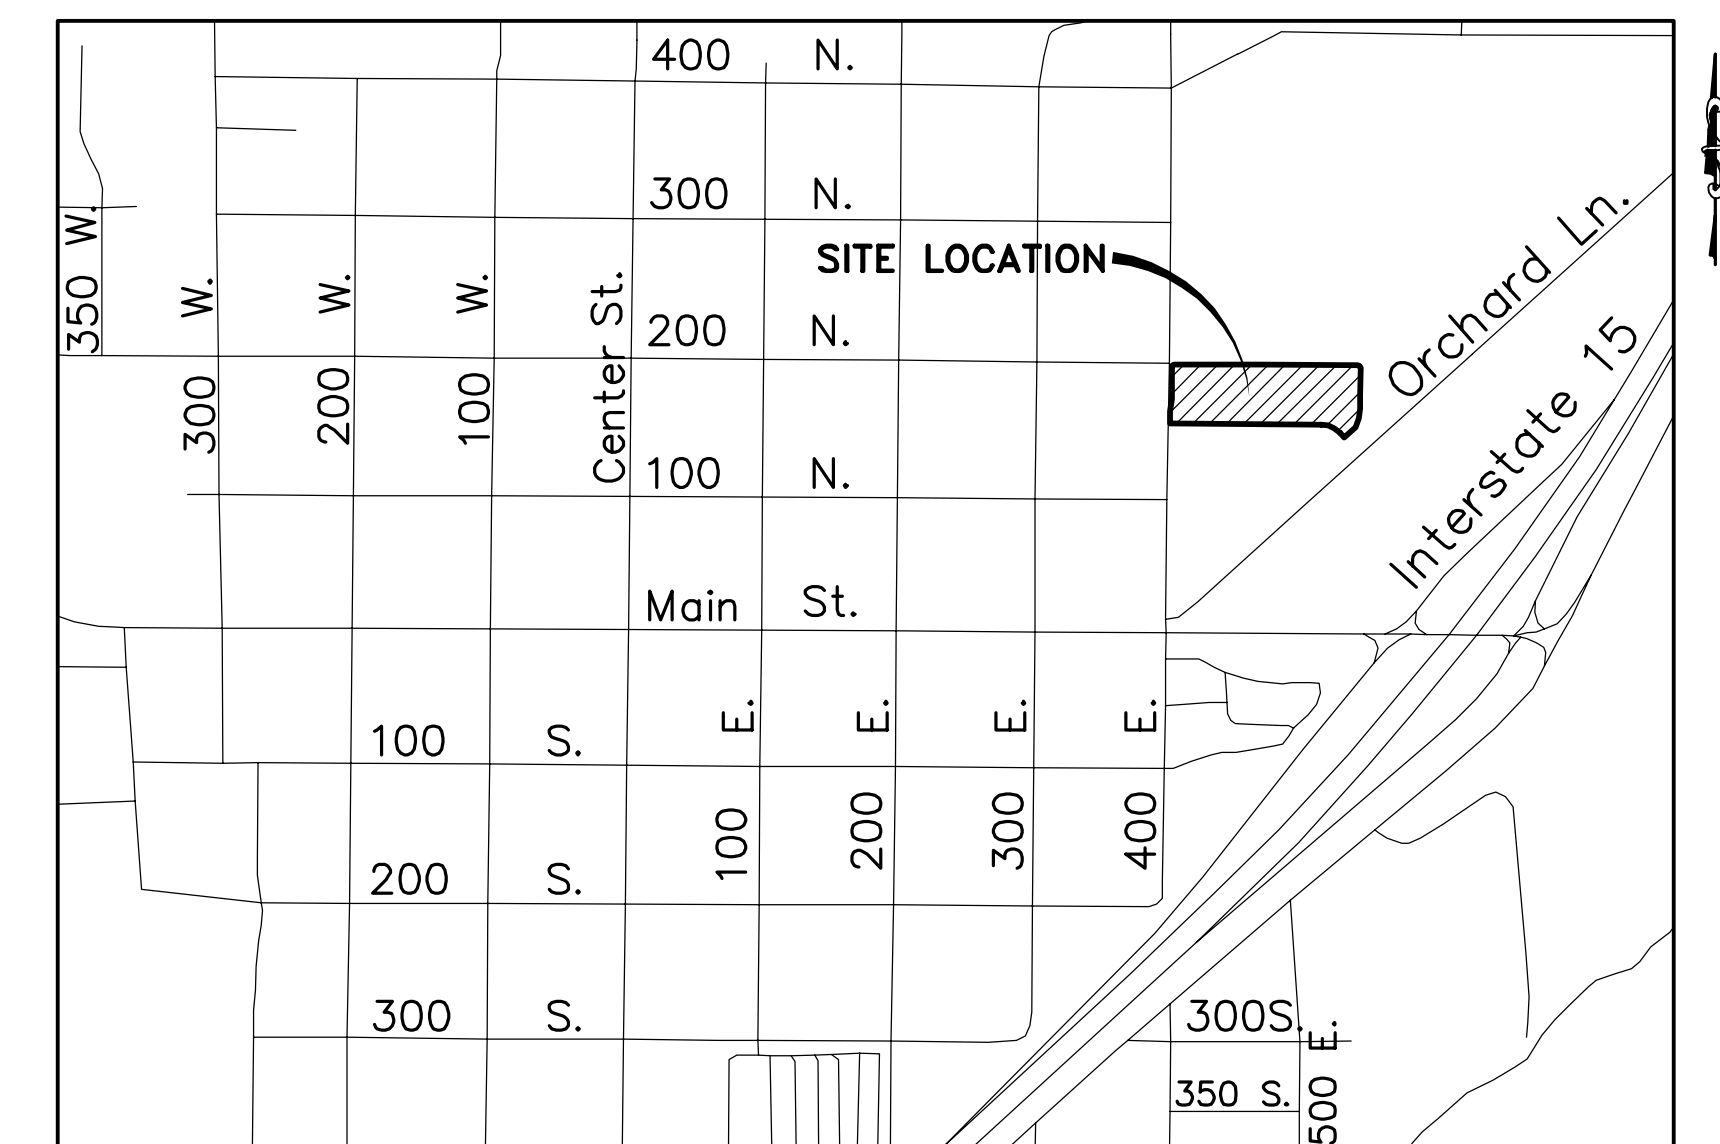 400 N.
300 N.
350 W.
SITE LOCATION
Orchard Ln.
300 W.
200 W.
100 W.
Center St.
200 N.
Interstate 15
100 N.
Main St.
100 S.
100 E.
200 E.
300 E.
400 E.
200 S.
300 S.
300S.
350 S.
500 E.